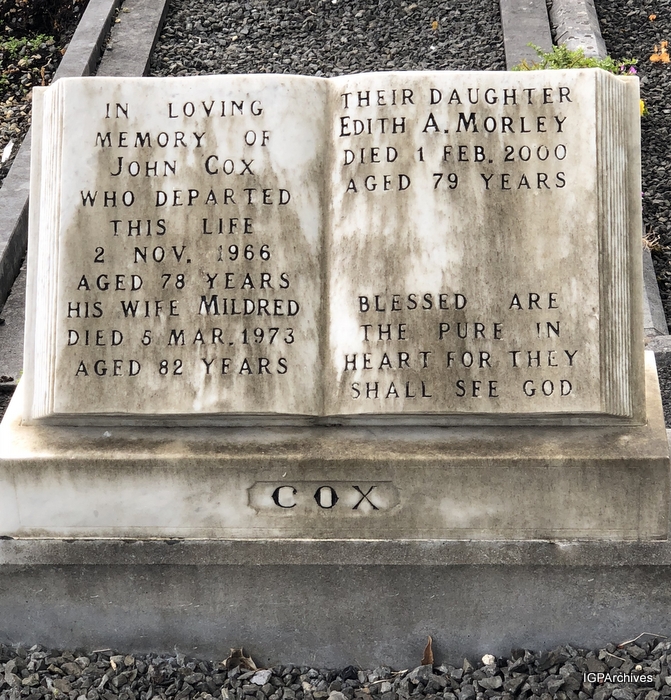 IN LOVING
MEMORY OF
JOHN COX
WHO DEPARTED
THIS LIFE
2 NOV. 1966
AGED 78 YEARS
HIS WIFE MILDRED
DIED 5 MAR. 1973
AGED 82 YEARS
THEIR DAUGHTER
EDITH A. MORLEY
DIED 1 FEB. 2000
AGED 79 YEARS
BLESSED ARE
THE PURE IN
HEART FOR THEY
SHALL SEE GOD
COX
IGPArchives